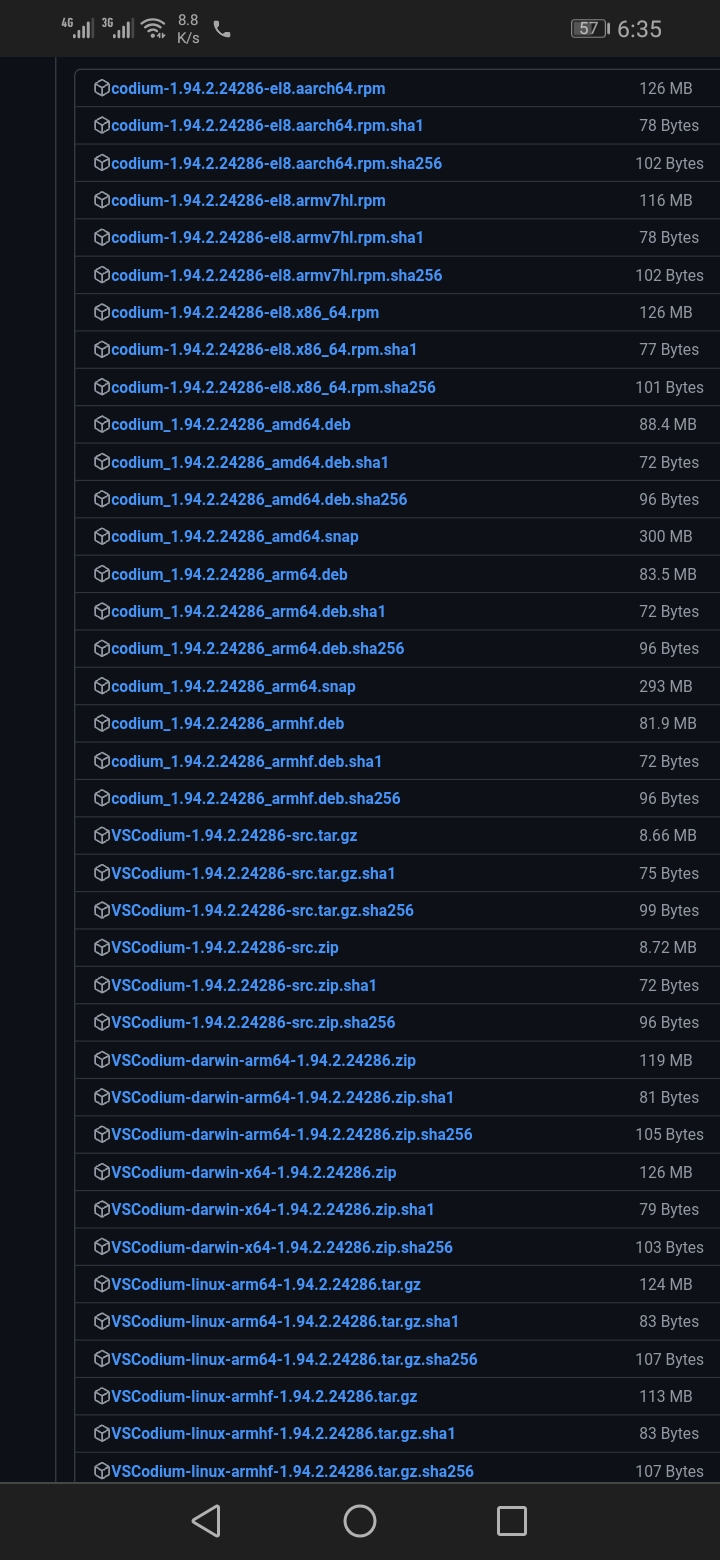 4G 3G 8.8 K/s 57 6:35
codium-1.94.2.24286-el8.aarch64.rpm 126 MB
codium-1.94.2.24286-el8.aarch64.rpm.sha1 78 Bytes
codium-1.94.2.24286-el8.aarch64.rpm.sha256 102 Bytes
codium-1.94.2.24286-el8.armv7hl.rpm 116 MB
codium-1.94.2.24286-el8.armv7hl.rpm.sha1 78 Bytes
codium-1.94.2.24286-el8.armv7hl.rpm.sha256 102 Bytes
codium-1.94.2.24286-el8.x86_64.rpm 126 MB
codium-1.94.2.24286-el8.x86_64.rpm.sha1 77 Bytes
codium-1.94.2.24286-el8.x86_64.rpm.sha256 101 Bytes
codium_1.94.2.24286_amd64.deb 88.4 MB
codium_1.94.2.24286_amd64.deb.sha1 72 Bytes
codium_1.94.2.24286_amd64.deb.sha256 96 Bytes
codium_1.94.2.24286_amd64.snap 300 MB
codium_1.94.2.24286_arm64.deb 83.5 MB
codium_1.94.2.24286_arm64.deb.sha1 72 Bytes
codium_1.94.2.24286_arm64.deb.sha256 96 Bytes
codium_1.94.2.24286_arm64.snap 293 MB
codium_1.94.2.24286_armhf.deb 81.9 MB
codium_1.94.2.24286_armhf.deb.sha1 72 Bytes
codium_1.94.2.24286_armhf.deb.sha256 96 Bytes
VSCodium-1.94.2.24286-src.tar.gz 8.66 MB
VSCodium-1.94.2.24286-src.tar.gz.sha1 75 Bytes
VSCodium-1.94.2.24286-src.tar.gz.sha256 99 Bytes
VSCodium-1.94.2.24286-src.zip 8.72 MB
VSCodium-1.94.2.24286-src.zip.sha1 72 Bytes
VSCodium-1.94.2.24286-src.zip.sha256 96 Bytes
VSCodium-darwin-arm64-1.94.2.24286.zip 119 MB
VSCodium-darwin-arm64-1.94.2.24286.zip.sha1 81 Bytes
VSCodium-darwin-arm64-1.94.2.24286.zip.sha256 105 Bytes
VSCodium-darwin-x64-1.94.2.24286.zip 126 MB
VSCodium-darwin-x64-1.94.2.24286.zip.sha1 79 Bytes
VSCodium-darwin-x64-1.94.2.24286.zip.sha256 103 Bytes
VSCodium-linux-arm64-1.94.2.24286.tar.gz 124 MB
VSCodium-linux-arm64-1.94.2.24286.tar.gz.sha1 83 Bytes
VSCodium-linux-arm64-1.94.2.24286.tar.gz.sha256 107 Bytes
VSCodium-linux-armhf-1.94.2.24286.tar.gz 113 MB
VSCodium-linux-armhf-1.94.2.24286.tar.gz.sha1 83 Bytes
VSCodium-linux-armhf-1.94.2.24286.tar.gz.sha256 107 Bytes